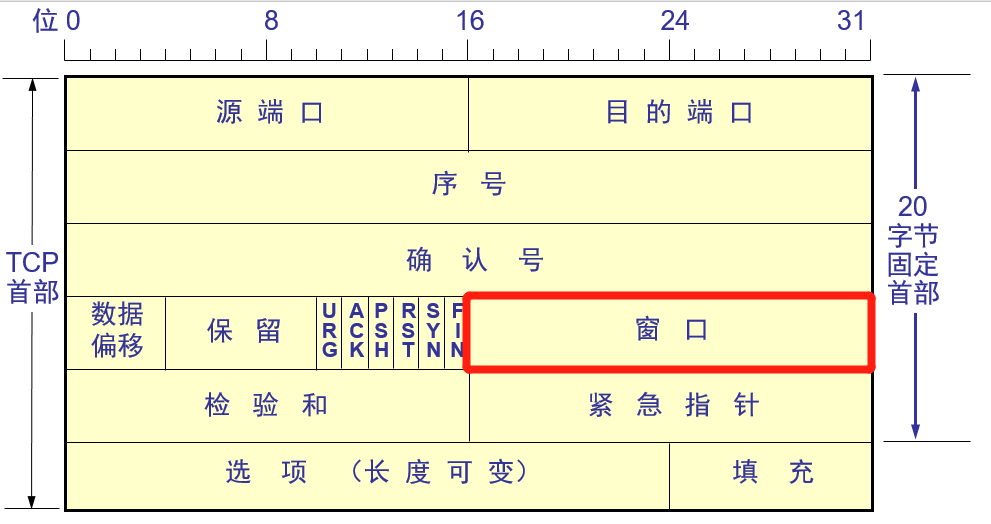 位 0 8 16 24 31
源端口 目的端口
序号
确认号
数据
偏移
保留
URG
ACK
PSH
RST
SYN
FIN
窗口
检验和 紧急指针
选项 （长度可变） 填充
TCP
首部
20
字节
固定
首部